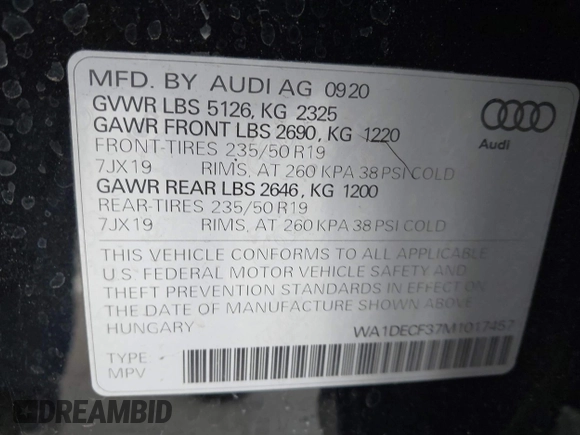 MFD. BY AUDI AG 0920
GVWR LBS 5126, KG 2325
GAWR FRONT LBS 2690, KG 1220
FRONT-TIRES 235/50 R19
7JX19 RIMS, AT 260 KPA 38 PSI COLD
GAWR REAR LBS 2646, KG 1200
REAR-TIRES 235/50 R19
7JX19 RIMS, AT 260 KPA 38 PSI COLD
Audi
THIS VEHICLE CONFORMS TO ALL APPLICABLE
U.S. FEDERAL MOTOR VEHICLE SAFETY AND
THEFT PREVENTION STANDARDS IN EFFECT ON
THE DATE OF MANUFACTURE SHOWN ABOVE
HUNGARY
WA1DECF37M1017457
TYPE
MPV
DREAMBID